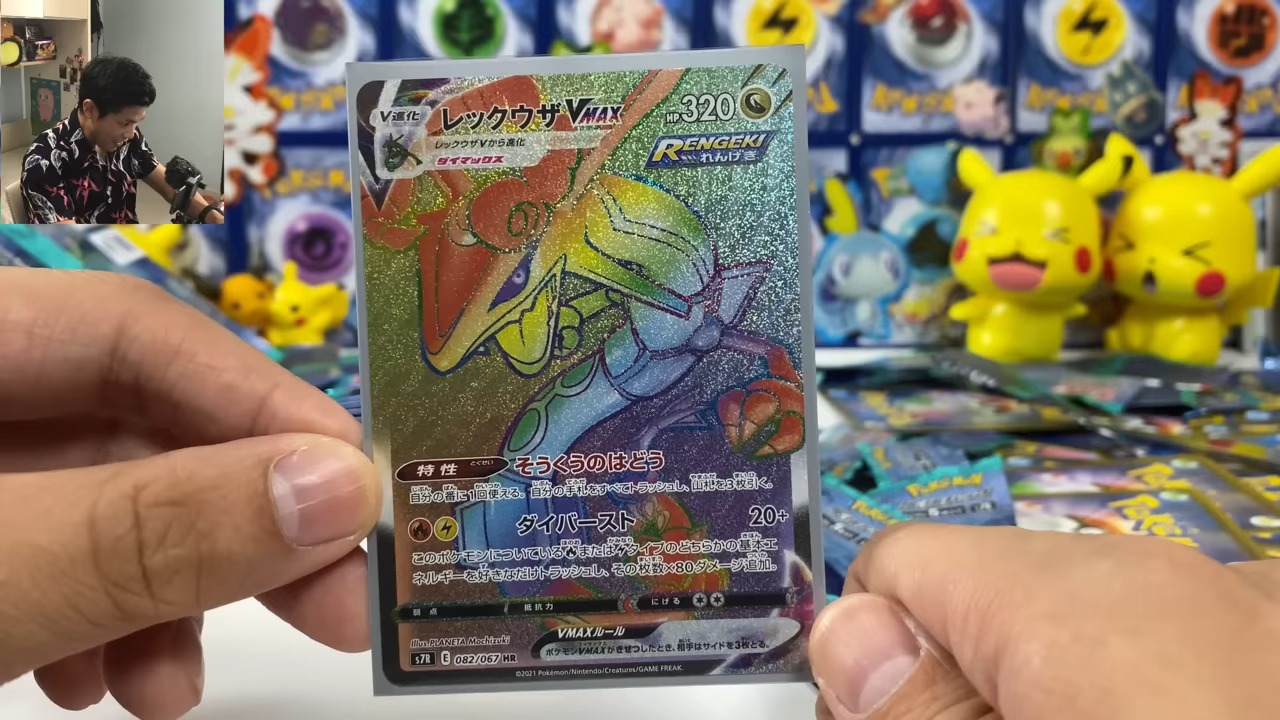 V進化
レックウザVMAX
HP320
レックウザVから進化
ダイマックス
RENGEKI
れんげき
特性
とくせい
そうくうのはどう
自分の番に1回使える。自分の手札をすべてトラッシュし、山札を3枚引く。
ダイバースト 20+
このポケモンについているまたはタイプのどちらかの基本エ
ネルギーを好きなだけトラッシュし、その枚数×80ダメージ追加。
弱点 抵抗力 にげる
Illus. PLANETA Mochizuki
VMAXルール
ポケモンVMAXがきぜつしたとき、相手はサイドを3枚とる。
s7R E 082/067 HR
©2021 Pokémon/Nintendo/Creatures/GAME FREAK.
Pokémon